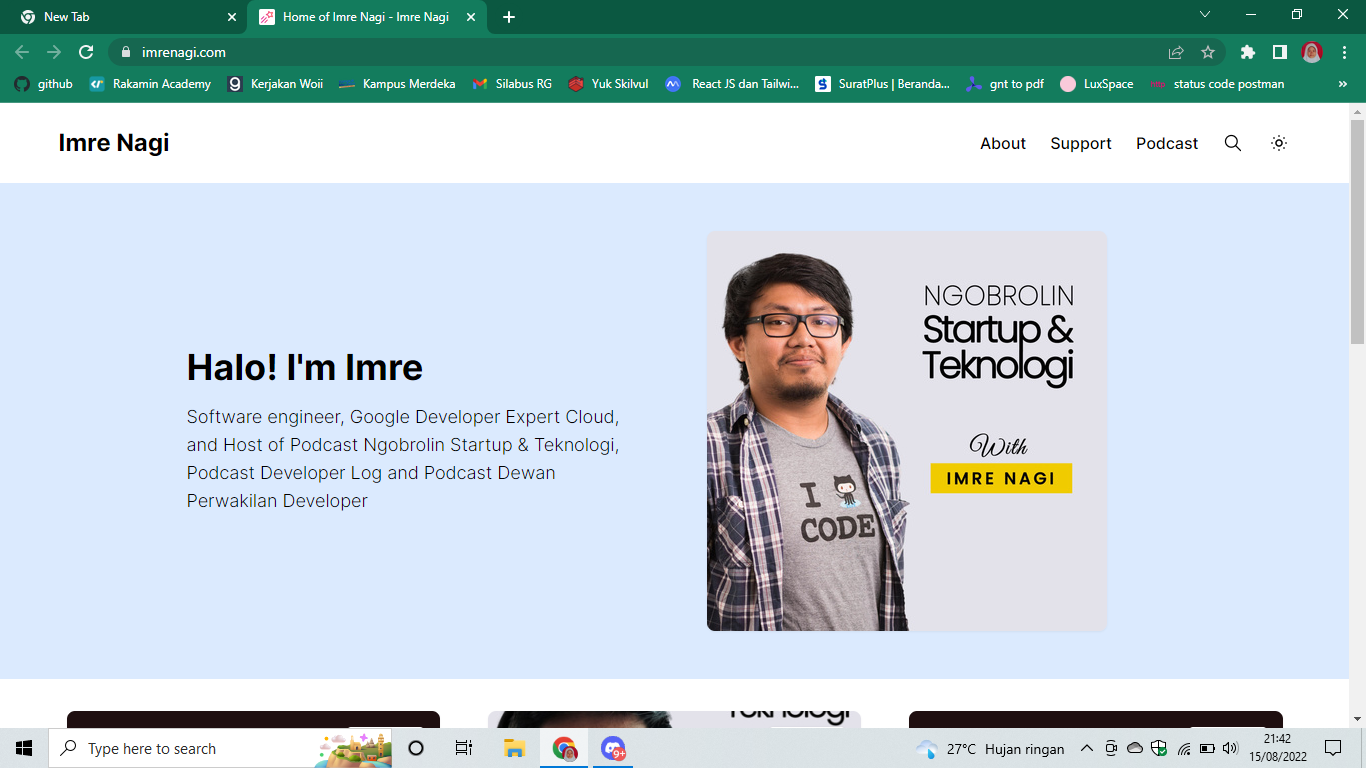 New Tab
Home of Imre Nagi - Imre Nagi
imrenagi.com
github
Rakamin Academy
Kerjakan Woii
Kampus Merdeka
Silabus RG
Yuk Skilvul
React JS dan Tailwi...
SuratPlus | Beranda...
gnt to pdf
LuxSpace
status code postman
»
Imre Nagi
About
Support
Podcast
Halo! I'm Imre
Software engineer, Google Developer Expert Cloud,
and Host of Podcast Ngobrolin Startup & Teknologi,
Podcast Developer Log and Podcast Dewan
Perwakilan Developer
NGOBROLIN
Startup &
Teknologi
With
IMRE NAGI
I
CODE
Teknologi
Type here to search
9+
27°C Hujan ringan
21:42
15/08/2022